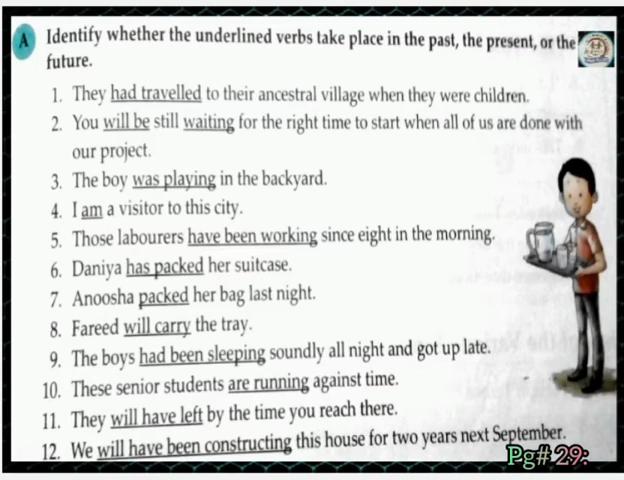 A Identify whether the underlined verbs take place in the past, the present, or the
future.
1. They had travelled to their ancestral village when they were children.
2. You will be still waiting for the right time to start when all of us are done with
our project.
3. The boy was playing in the backyard.
4. I am a visitor to this city.
5. Those labourers have been working since eight in the morning.
6. Daniya has packed her suitcase.
7. Anoosha packed her bag last night.
8. Fareed will carry the tray.
9. The boys had been sleeping soundly all night and got up late.
10. These senior students are running against time.
11. They will have left by the time you reach there.
12. We will have been constructing this house for two years next September.
Pg# 29: